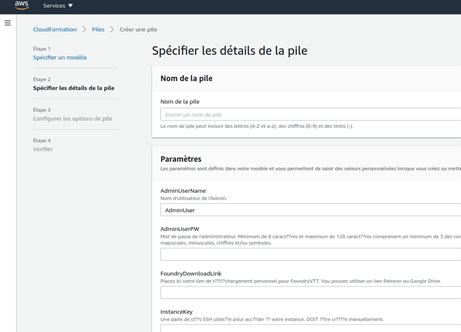 aws
Services
CloudFormation > Piles > Créer une pile
Étape 1
Spécifier un modèle
Étape 2
Spécifier les détails de la pile
Étape 3
Configurer les options de pile
Étape 4
Vérifier
Spécifier les détails de la pile
Nom de la pile
Nom de la pile
Entrer un nom de pile
Le nom de pile peut inclure des lettres (A-Z et a-z), des chiffres (0-9) et des tirets (-).
Paramètres
Les paramètres sont définis dans votre modèle et vous permettent de saisir des valeurs personnalisées lorsque vous créez ou mette
AdminUserName
Nom d'utilisateur de l'Admin.
AdminUser
AdminUserPW
Mot de passe de l'administrateur. Minimum de 8 caract??res et maximum de 128 caract??res comprenant un minimum de 3 des con
majuscules, minuscules, chiffres et/ou symboles.
FoundryDownloadLink
Placez ici votre lien de t?????chargement personnel pour FoundryVTT. Vous pouvez utiliser un lien Patreon ou Google Drive.
InstanceKey
Une paire de cl??s SSH utilis??e pour acc??der ?? votre instance. DOIT ??tre cr????e manuellement.